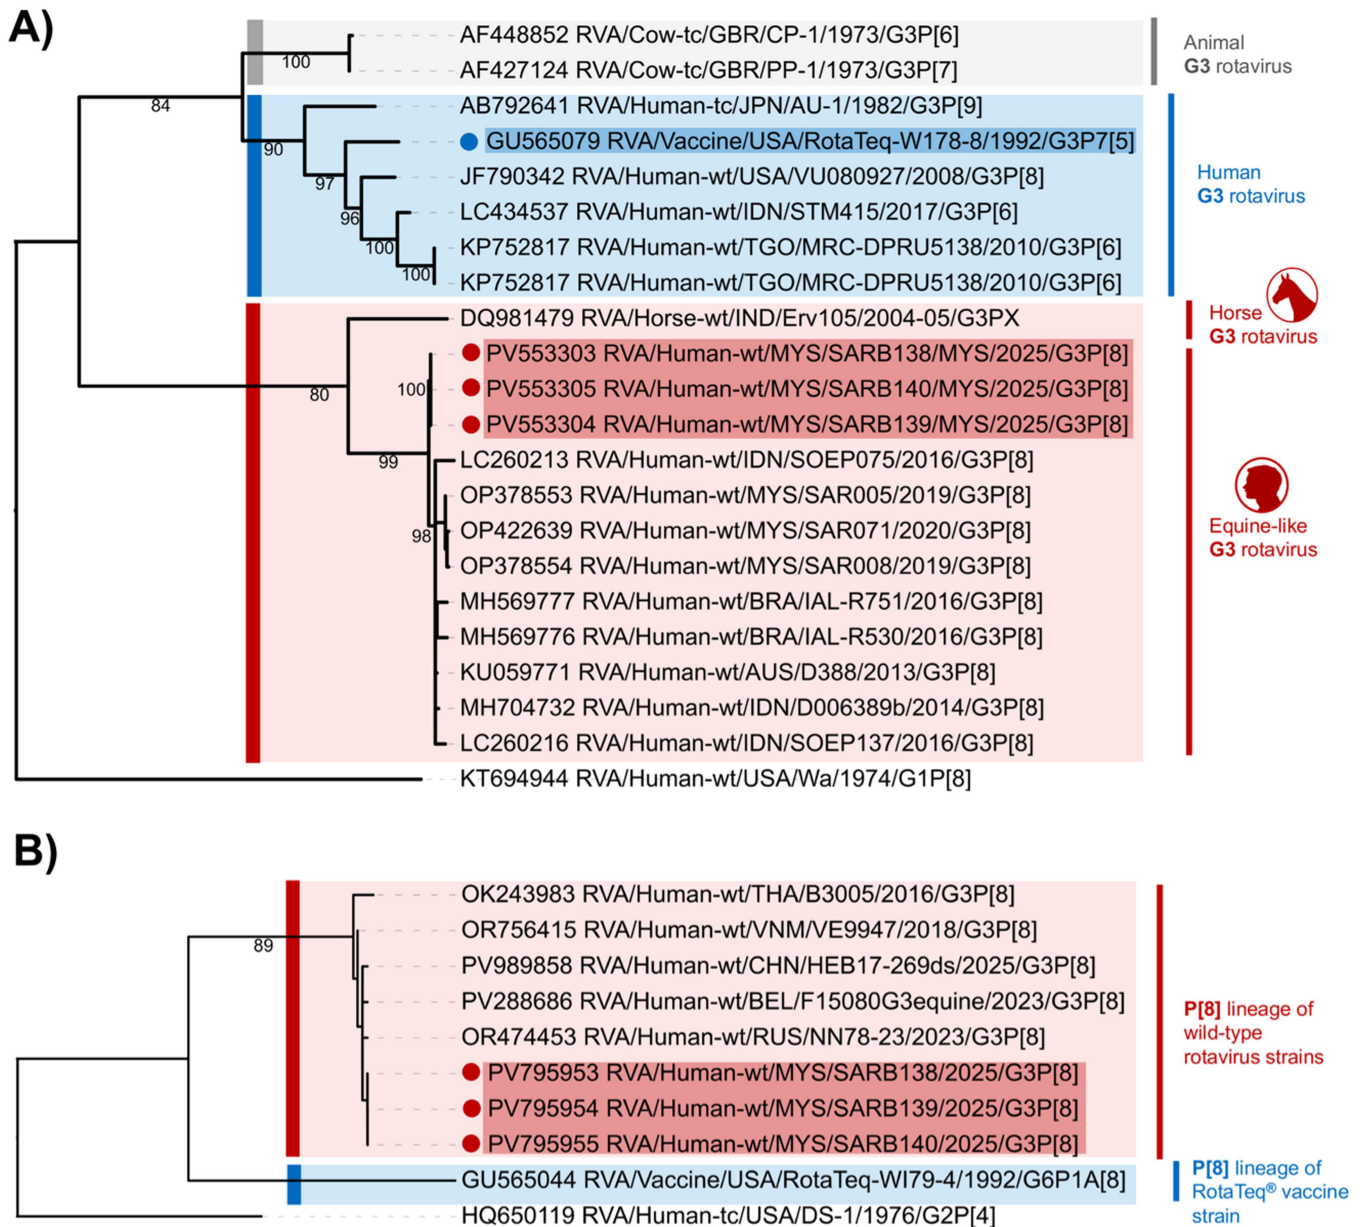 A)
AF448852 RVA/Cow-tc/GBR/CP-1/1973/G3P[6]
AF427124 RVA/Cow-tc/GBR/PP-1/1973/G3P[7]
Animal
G3 rotavirus
100
84
AB792641 RVA/Human-tc/JPN/AU-1/1982/G3P[9]
GU565079 RVA/Vaccine/USA/RotaTeq-W178-8/1992/G3P7[5]
JF790342 RVA/Human-wt/USA/VU080927/2008/G3P[8]
LC434537 RVA/Human-wt/IDN/STM415/2017/G3P[6]
KP752817 RVA/Human-wt/TGO/MRC-DPRU5138/2010/G3P[6]
KP752817 RVA/Human-wt/TGO/MRC-DPRU5138/2010/G3P[6]
Human
G3 rotavirus
90
97
96
100
100
DQ981479 RVA/Horse-wt/IND/Erv105/2004-05/G3PX
Horse
G3 rotavirus
PV553303 RVA/Human-wt/MYS/SARB138/MYS/2025/G3P[8]
PV553305 RVA/Human-wt/MYS/SARB140/MYS/2025/G3P[8]
PV553304 RVA/Human-wt/MYS/SARB139/MYS/2025/G3P[8]
LC260213 RVA/Human-wt/IDN/SOEP075/2016/G3P[8]
OP378553 RVA/Human-wt/MYS/SAR005/2019/G3P[8]
OP422639 RVA/Human-wt/MYS/SAR071/2020/G3P[8]
OP378554 RVA/Human-wt/MYS/SAR008/2019/G3P[8]
MH569777 RVA/Human-wt/BRA/IAL-R751/2016/G3P[8]
MH569776 RVA/Human-wt/BRA/IAL-R530/2016/G3P[8]
KU059771 RVA/Human-wt/AUS/D388/2013/G3P[8]
MH704732 RVA/Human-wt/IDN/D006389b/2014/G3P[8]
LC260216 RVA/Human-wt/IDN/SOEP137/2016/G3P[8]
Equine-like
G3 rotavirus
80
100
99
98
KT694944 RVA/Human-wt/USA/Wa/1974/G1P[8]
B)
OK243983 RVA/Human-wt/THA/B3005/2016/G3P[8]
OR756415 RVA/Human-wt/VNM/VE9947/2018/G3P[8]
PV989858 RVA/Human-wt/CHN/HEB17-269ds/2025/G3P[8]
PV288686 RVA/Human-wt/BEL/F15080G3equine/2023/G3P[8]
OR474453 RVA/Human-wt/RUS/NN78-23/2023/G3P[8]
PV795953 RVA/Human-wt/MYS/SARB138/2025/G3P[8]
PV795954 RVA/Human-wt/MYS/SARB139/2025/G3P[8]
PV795955 RVA/Human-wt/MYS/SARB140/2025/G3P[8]
89
P[8] lineage of
wild-type
rotavirus strains
GU565044 RVA/Vaccine/USA/RotaTeq-WI79-4/1992/G6P1A[8]
P[8] lineage of
RotaTeq® vaccine
strain
HQ650119 RVA/Human-tc/USA/DS-1/1976/G2P[4]